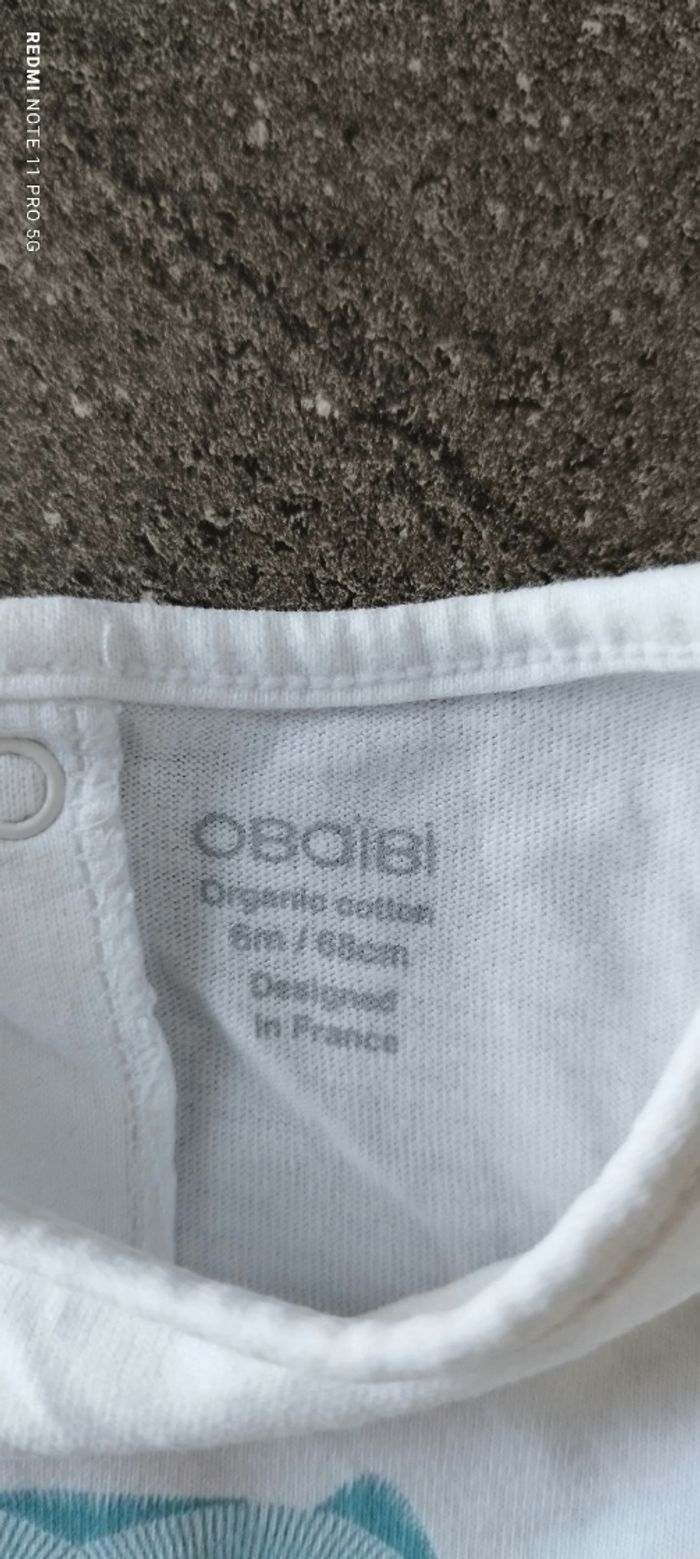 REDMI NOTE 11 PRO 5G
OBaïBi
Organic cotton
6m / 68cm
Designed
in France